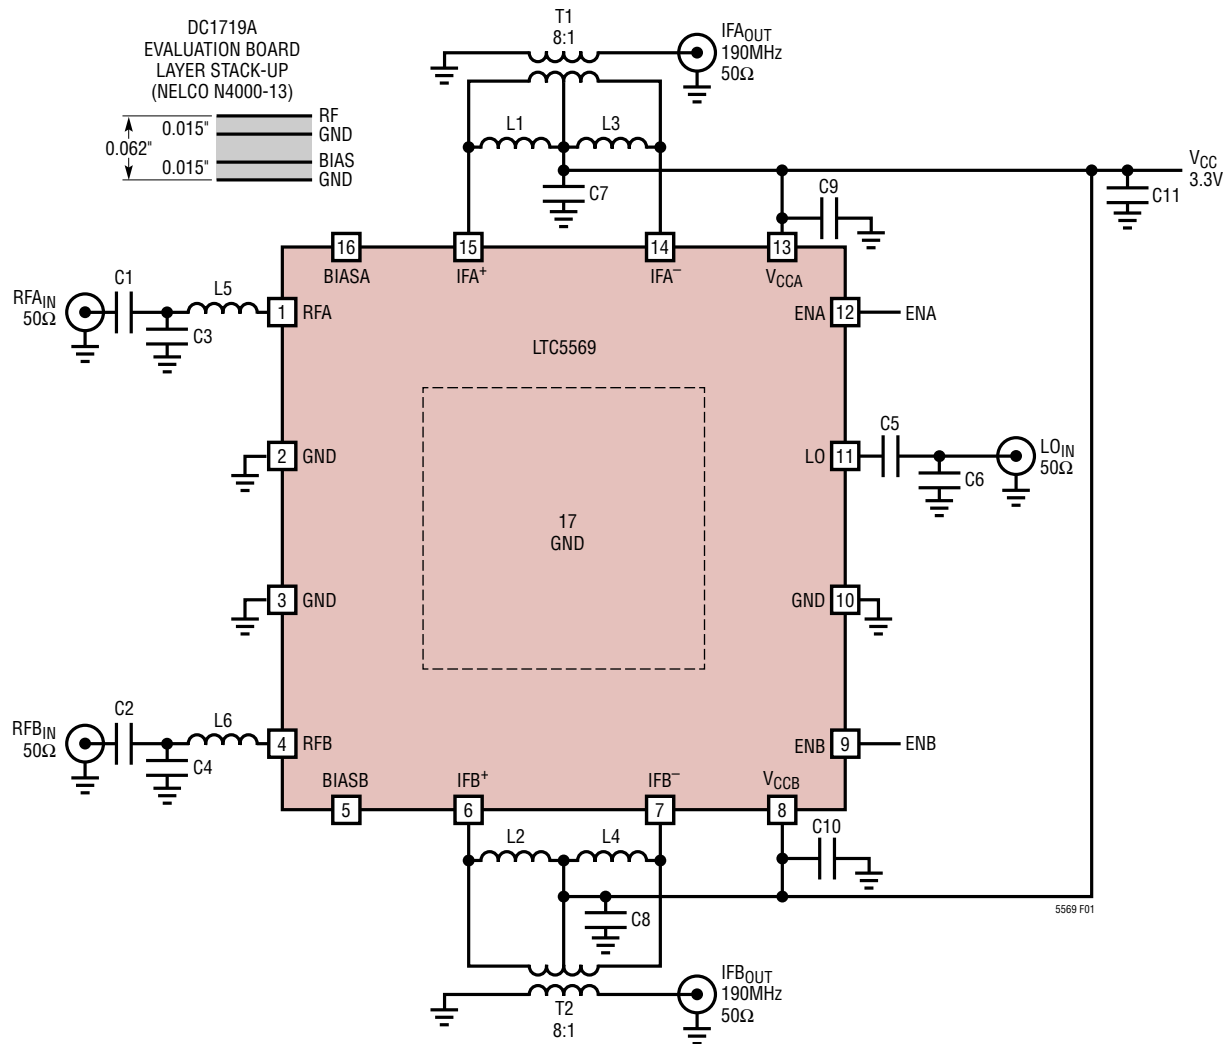 DC1719A
EVALUATION BOARD
LAYER STACK-UP
(NELCO N4000-13)
RF
0.015"
GND
0.062"
BIAS
0.015"
GND
T1
8:1
IFAOUT
190MHz
50Ω
L1
L3
C7
C9
VCC
3.3V
C11
16
15
14
13
BIASA
IFA+
IFA–
VCCA
RFAIN
50Ω
C1
L5
C3
1
RFA
ENA
12
ENA
LTC5569
2
GND
LO
11
C5
C6
LOIN
50Ω
17
GND
3
GND
GND
10
RFBIN
50Ω
C2
L6
C4
4
RFB
ENB
9
ENB
BIASB
IFB+
IFB–
VCCB
5
6
7
8
L2
L4
C10
C8
5569 F01
T2
8:1
IFBOUT
190MHz
50Ω